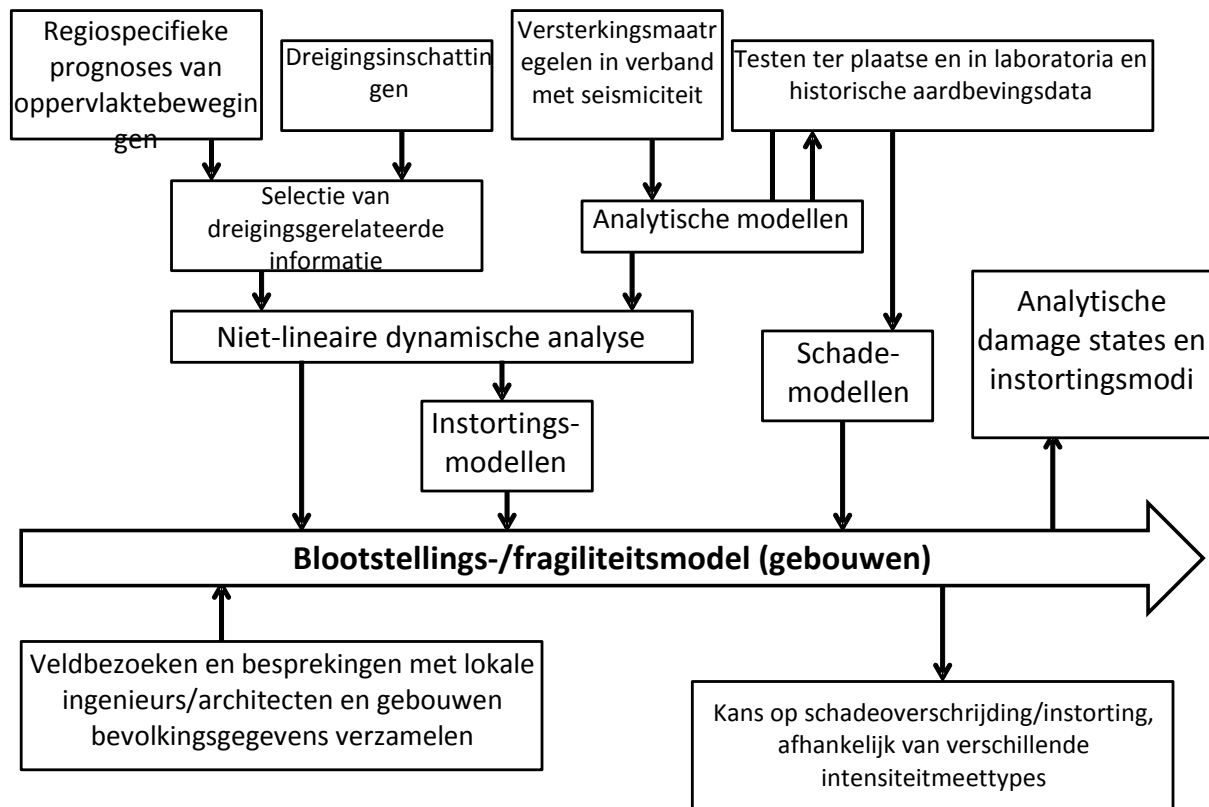 Regiospecifieke
prognoses van
oppervlaktebewegin
gen
Dreigingsinschattin
gen
Versterkingsmaatr
egelen in verband
met seismiciteit
Testen ter plaatse en in laboratoria en
historische aardbevingsdata
Selectie van
dreigingsgerelateerde
informatie
Analytische modellen
Niet-lineaire dynamische analyse
Schade-
modellen
Analytische
damage states en
instortingsmodi
Instortings-
modellen
Blootstellings-/fragiliteitsmodel (gebouwen)
Veldbezoeken en besprekingen met lokale
ingenieurs/architecten en gebouwen
bevolkingsgegevens verzamelen
Kans op schadeoverschrijding/instorting,
afhankelijk van verschillende
intensiteitmeettypes